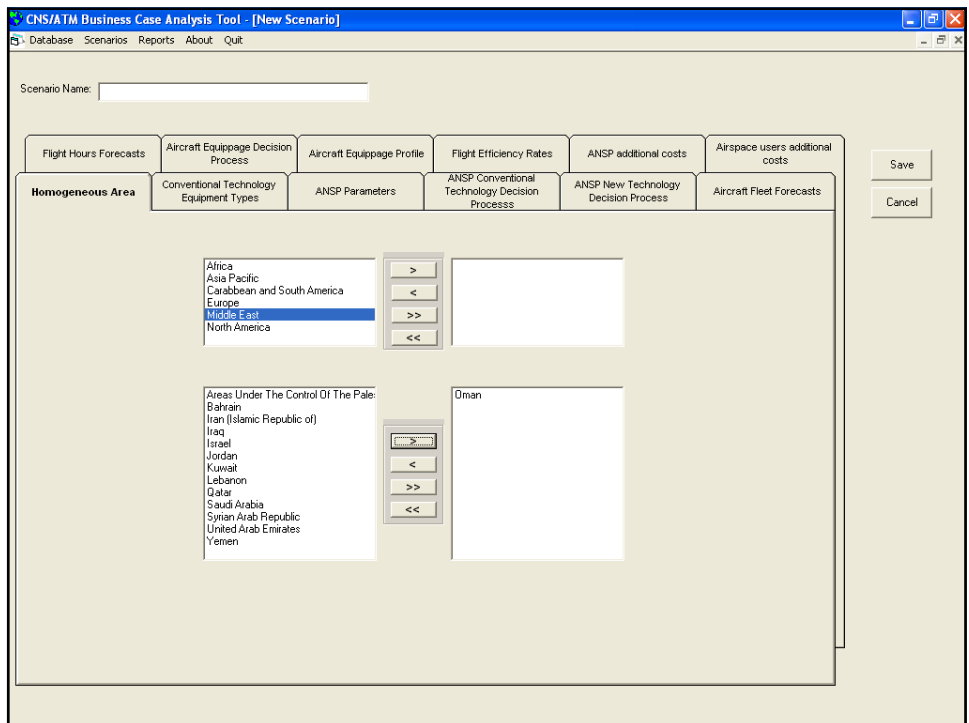 CNS/ATM Business Case Analysis Tool - [New Scenario]
Database Scenarios Reports About Quit
Scenario Name:
Flight Hours Forecasts
Aircraft Equippage Decision
Process
Aircraft Equippage Profile
Flight Efficiency Rates
ANSP additional costs
Airspace users additional
costs
Save
Homogeneous Area
Conventional Technology
Equipment Types
ANSP Parameters
ANSP Conventional
Technology Decision
Processs
ANSP New Technology
Decision Process
Aircraft Fleet Forecasts
Cancel
Africa
Asia Pacific
Carabbean and South America
Europe
Middle East
North America
>
<
>>
<<
Areas Under The Control Of The Pale
Bahrain
Iran (Islamic Republic of)
Iraq
Israel
Jordan
Kuwait
Lebanon
Qatar
Saudi Arabia
Syrian Arab Republic
United Arab Emirates
Yemen
>
<
>>
<<
Oman